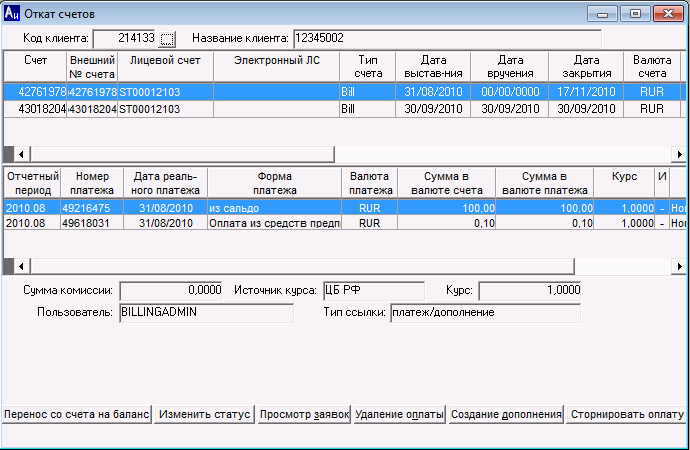 Аи Откат счетов
Код клиента: 214133 ... Название клиента: 12345002
Счет Внешний № счета Лицевой счет Электронный ЛС Тип счета Дата выстав-ния Дата вручения Дата закрытия Валюта счета
42761978 42761978 ST00012103 Bill 31/08/2010 00/00/0000 17/11/2010 RUR
43018204 43018204 ST00012103 Bill 30/09/2010 30/09/2010 30/09/2010 RUR
Отчетный период Номер платежа Дата реаль-ного платежа Форма платежа Валюта платежа Сумма в валюте счета Сумма в валюте платежа Курс И
2010.08 49216475 31/08/2010 из сальдо RUR 100,00 100,00 1,0000 - Нов
2010.08 49618031 31/08/2010 Оплата из средств предп RUR 0,10 0,10 1,0000 - Нов
Сумма комиссии: 0,0000 Источник курса: ЦБ РФ Курс: 1,0000
Пользователь: BILLINGADMIN Тип ссылки: платеж/дополнение
Перенос со счета на баланс Изменить статус Просмотр заявок Удаление оплаты Создание дополнения Сторнировать оплату